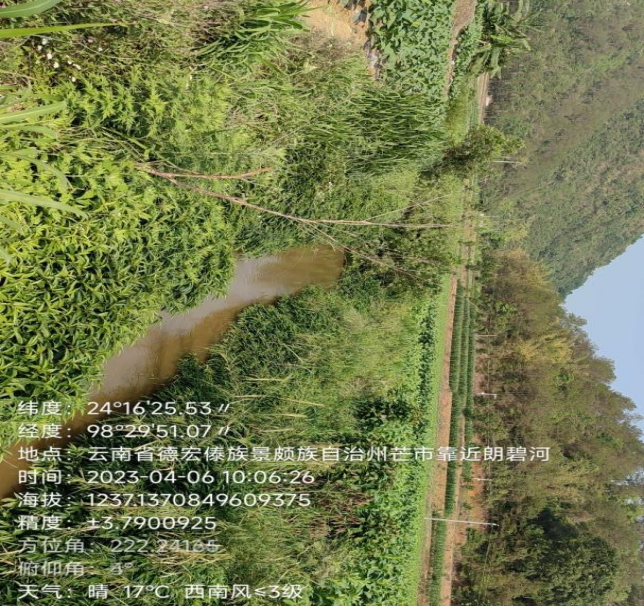 纬度：24°16'25.53"
经度：98°29'51.07"
地点：云南省德宏傣族景颇族自治州芒市靠近朗碧河
时间：2023-04-06 10:06:26
海拔：1237.1370849609375
精度：±3.7900925
方位角：222.24165
俯仰角：
天气：晴 17°C 西南风≤3级